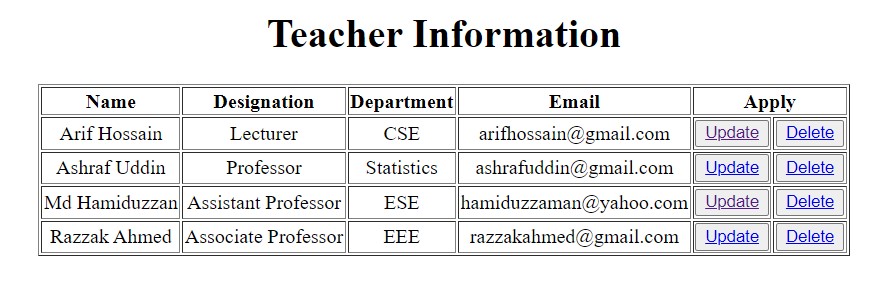 Teacher Information
Name Designation Department Email Apply
Arif Hossain Lecturer CSE arifhossain@gmail.com Update Delete
Ashraf Uddin Professor Statistics ashrafuddin@gmail.com Update Delete
Md Hamiduzzan Assistant Professor ESE hamiduzzaman@yahoo.com Update Delete
Razzak Ahmed Associate Professor EEE razzakahmed@gmail.com Update Delete